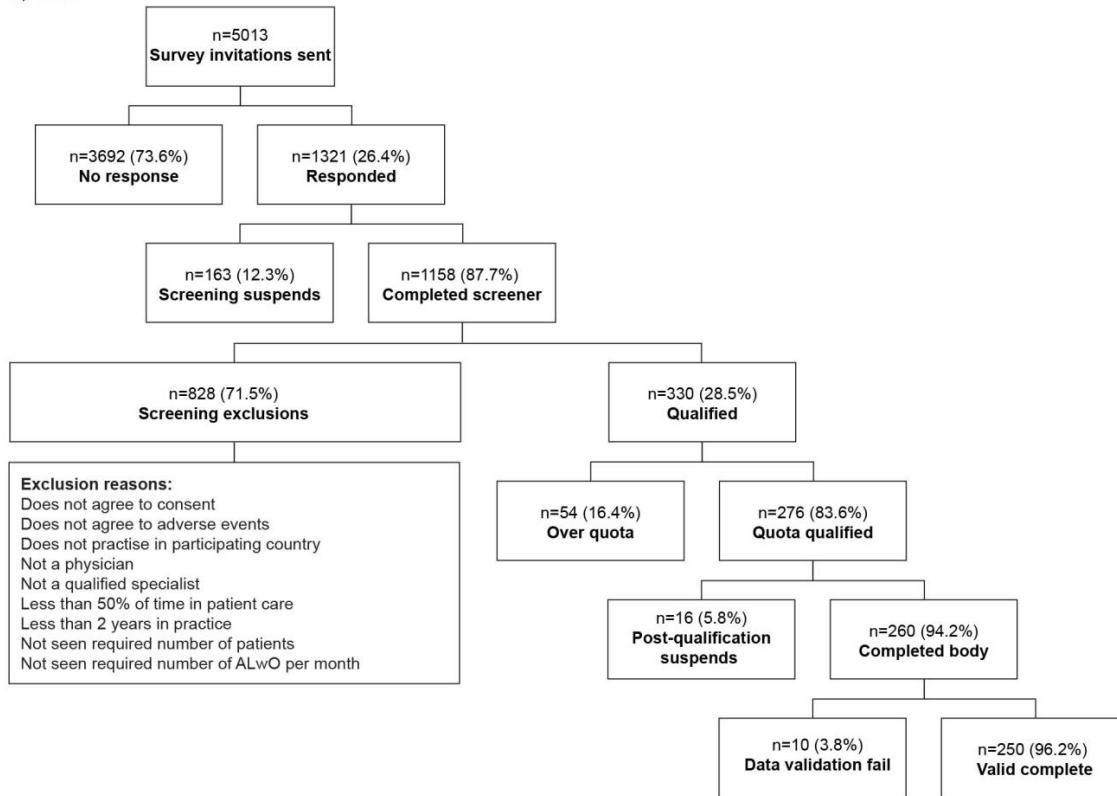 n=5013
Survey invitations sent
n=3692 (73.6%)
No response
n=1321 (26.4%)
Responded
n=163 (12.3%)
Screening suspends
n=1158 (87.7%)
Completed screener
n=828 (71.5%)
Screening exclusions
n=330 (28.5%)
Qualified
Exclusion reasons:
Does not agree to consent
Does not agree to adverse events
Does not practise in participating country
Not a physician
Not a qualified specialist
Less than 50% of time in patient care
Less than 2 years in practice
Not seen required number of patients
Not seen required number of ALwO per month
n=54 (16.4%)
Over quota
n=276 (83.6%)
Quota qualified
n=16 (5.8%)
Post-qualification
suspends
n=260 (94.2%)
Completed body
n=10 (3.8%)
Data validation fail
n=250 (96.2%)
Valid complete